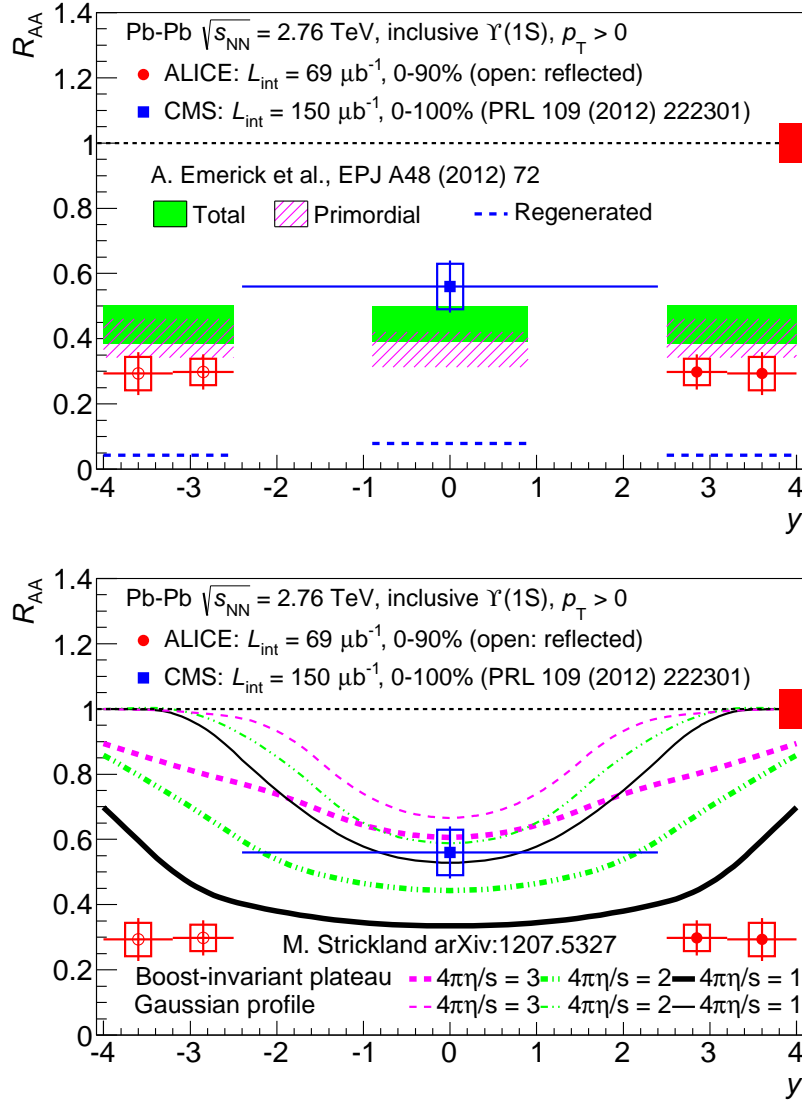 R_AA
1.4
Pb-Pb √s_NN = 2.76 TeV, inclusive ϒ(1S), p_T > 0
1.2
ALICE: L_int = 69 μb⁻¹, 0-90% (open: reflected)
CMS: L_int = 150 μb⁻¹, 0-100% (PRL 109 (2012) 222301)
1
A. Emerick et al., EPJ A48 (2012) 72
0.8
Total Primordial Regenerated
0.6
0.4
0.2
0
-4 -3 -2 -1 0 1 2 3 4
y
R_AA
1.4
Pb-Pb √s_NN = 2.76 TeV, inclusive ϒ(1S), p_T > 0
1.2
ALICE: L_int = 69 μb⁻¹, 0-90% (open: reflected)
CMS: L_int = 150 μb⁻¹, 0-100% (PRL 109 (2012) 222301)
1
0.8
0.6
0.4
M. Strickland arXiv:1207.5327
0.2
Boost-invariant plateau 4πη/s = 3 4πη/s = 2 4πη/s = 1
Gaussian profile 4πη/s = 3 4πη/s = 2 4πη/s = 1
0
-4 -3 -2 -1 0 1 2 3 4
y